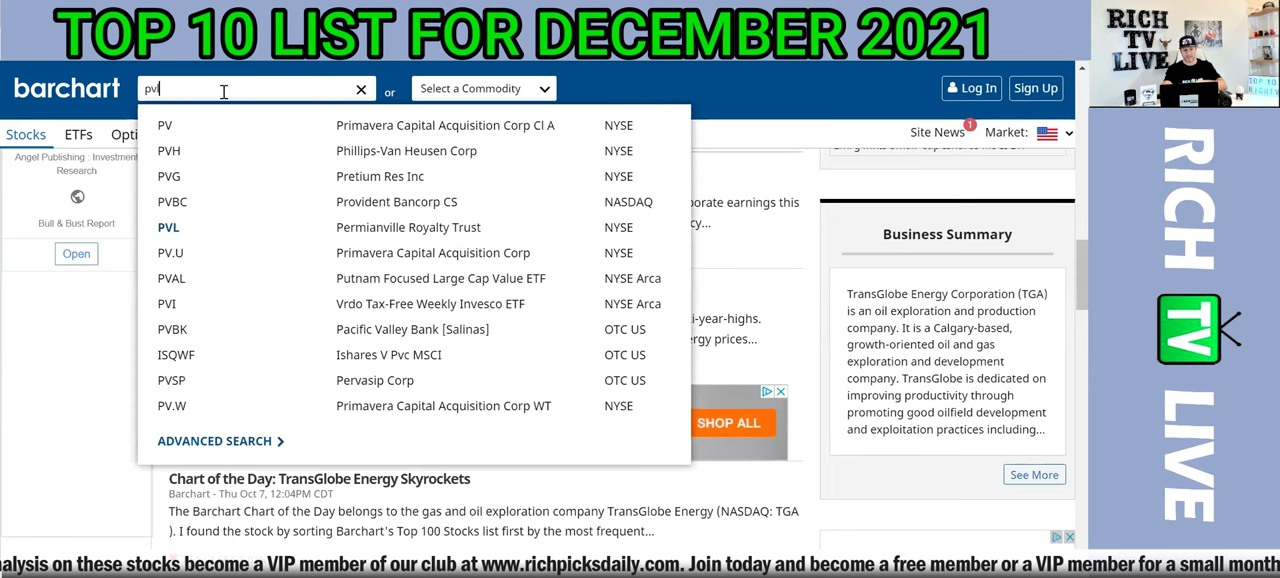 TOP 10 LIST FOR DECEMBER 2021
RICH
TV
LIVE
barchart
pvl
or
Select a Commodity
Log In
Sign Up
Stocks
ETFs
Opti
Site News
1
Market:
PV Primavera Capital Acquisition Corp Cl A NYSE
PVH Phillips-Van Heusen Corp NYSE
PVG Pretium Res Inc NYSE
PVBC Provident Bancorp CS NASDAQ
PVL Permianville Royalty Trust NYSE
PV.U Primavera Capital Acquisition Corp NYSE
PVAL Putnam Focused Large Cap Value ETF NYSE Arca
PVI Vrdo Tax-Free Weekly Invesco ETF NYSE Arca
PVBK Pacific Valley Bank [Salinas] OTC US
ISQWF Ishares V Pvc MSCI OTC US
PVSP Pervasip Corp OTC US
PV.W Primavera Capital Acquisition Corp WT NYSE
ADVANCED SEARCH
Angel Publishing : Investment
Research
Bull & Bust Report
Open
porate earnings this
cy...
ti-year-highs.
ergy prices...
SHOP ALL
Chart of the Day: TransGlobe Energy Skyrockets
Barchart - Thu Oct 7, 12:04PM CDT
The Barchart Chart of the Day belongs to the gas and oil exploration company TransGlobe Energy (NASDAQ: TGA
). I found the stock by sorting Barchart's Top 100 Stocks list first by the most frequent...
Business Summary
TransGlobe Energy Corporation (TGA)
is an oil exploration and production
company. It is a Calgary-based,
growth-oriented oil and gas
exploration and development
company. TransGlobe is dedicated on
improving productivity through
promoting good oilfield development
and exploitation practices including...
See More
RICH
TV
LIVE
alysis on these stocks become a VIP member of our club at www.richpicksdaily.com. Join today and become a free member or a VIP member for a small month